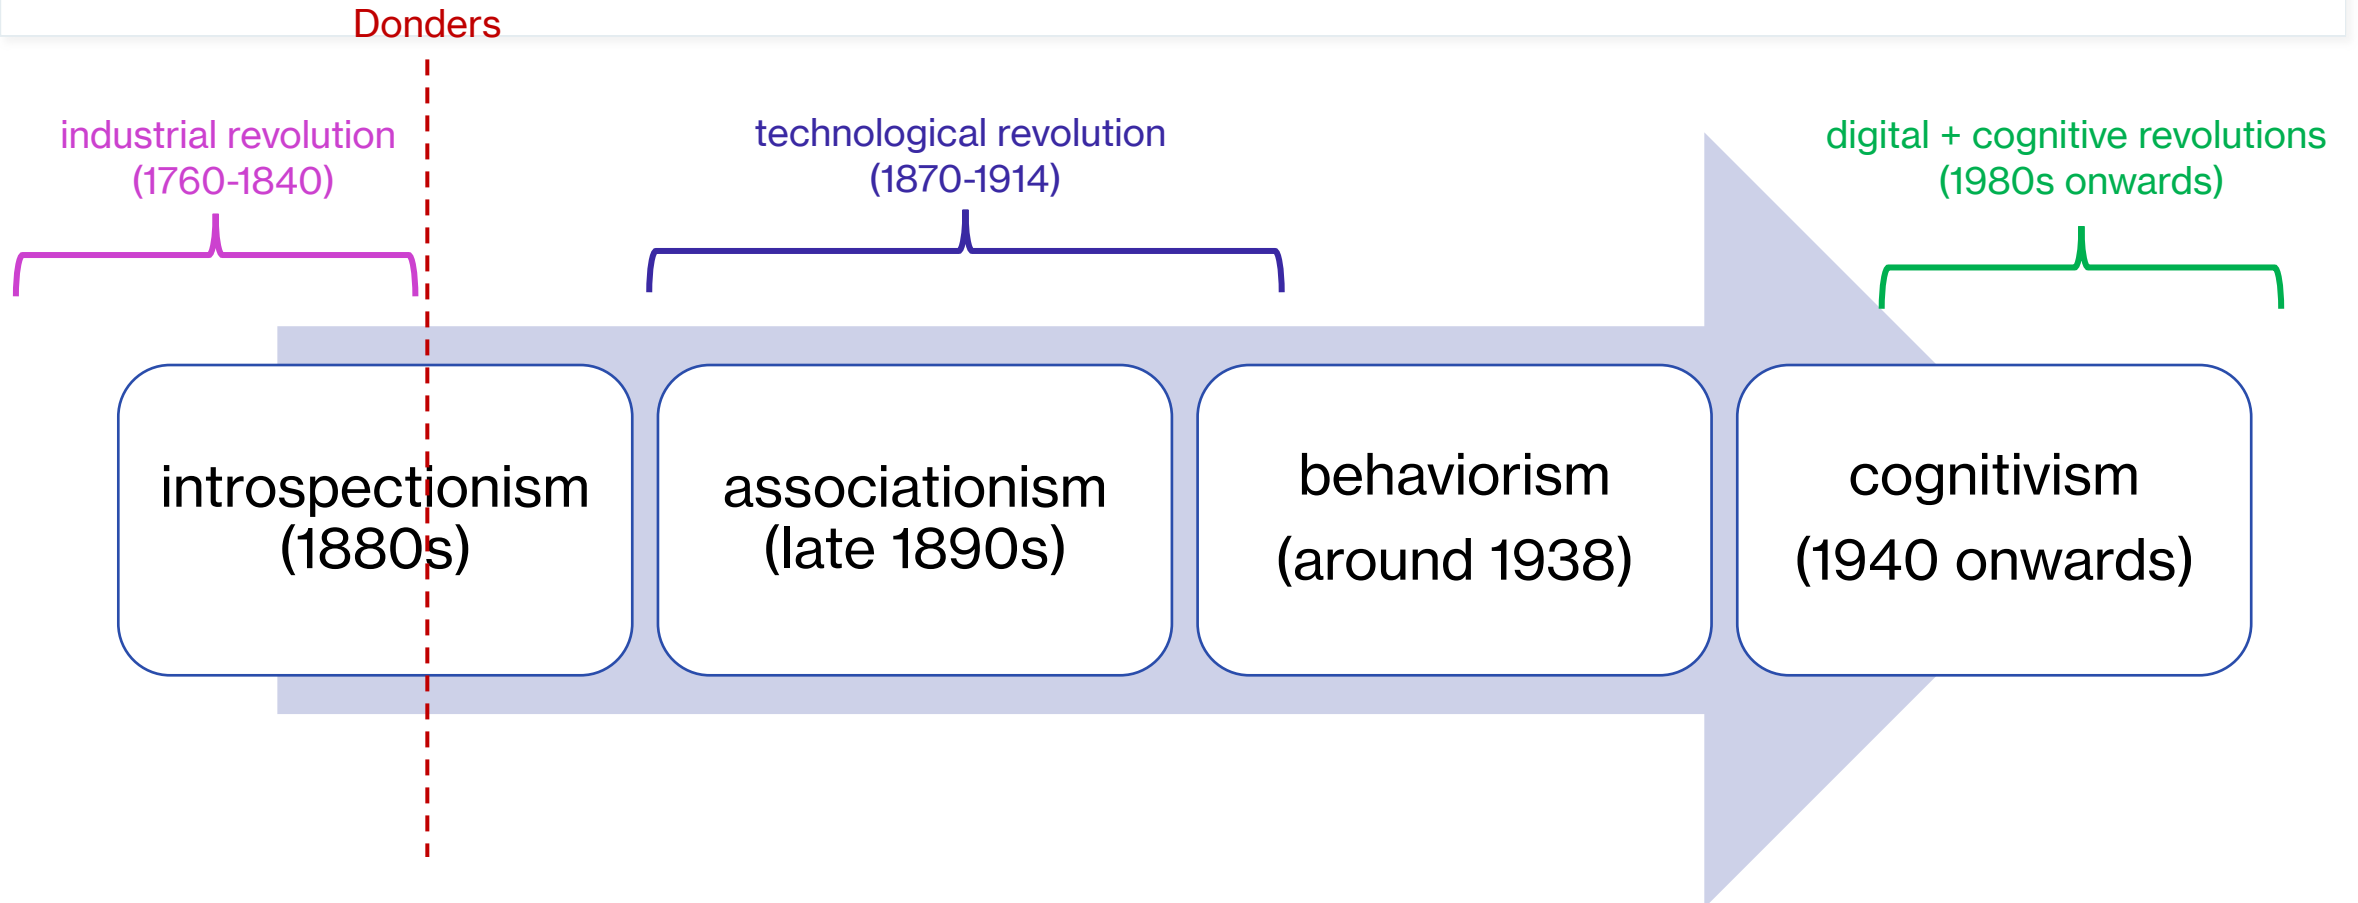 Donders
industrial revolution
(1760-1840)
technological revolution
(1870-1914)
digital + cognitive revolutions
(1980s onwards)
introspectionism
(1880s)
associationism
(late 1890s)
behaviorism
(around 1938)
cognitivism
(1940 onwards)